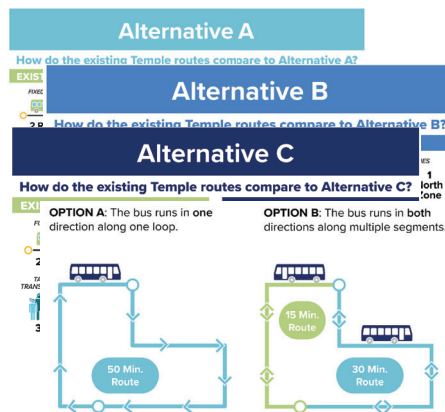 Alternative A
How do the existing Temple routes compare to Alternative A?
EXIST
FIXED
Alternative B
How do the existing Temple routes compare to Alternative B?
Alternative C
1
How do the existing Temple routes compare to Alternative C?
OPTION A: The bus runs in one
direction along one loop.
OPTION B: The bus runs in both
directions along multiple segments.
15 Min.
Route
50 Min.
Route
30 Min.
Route